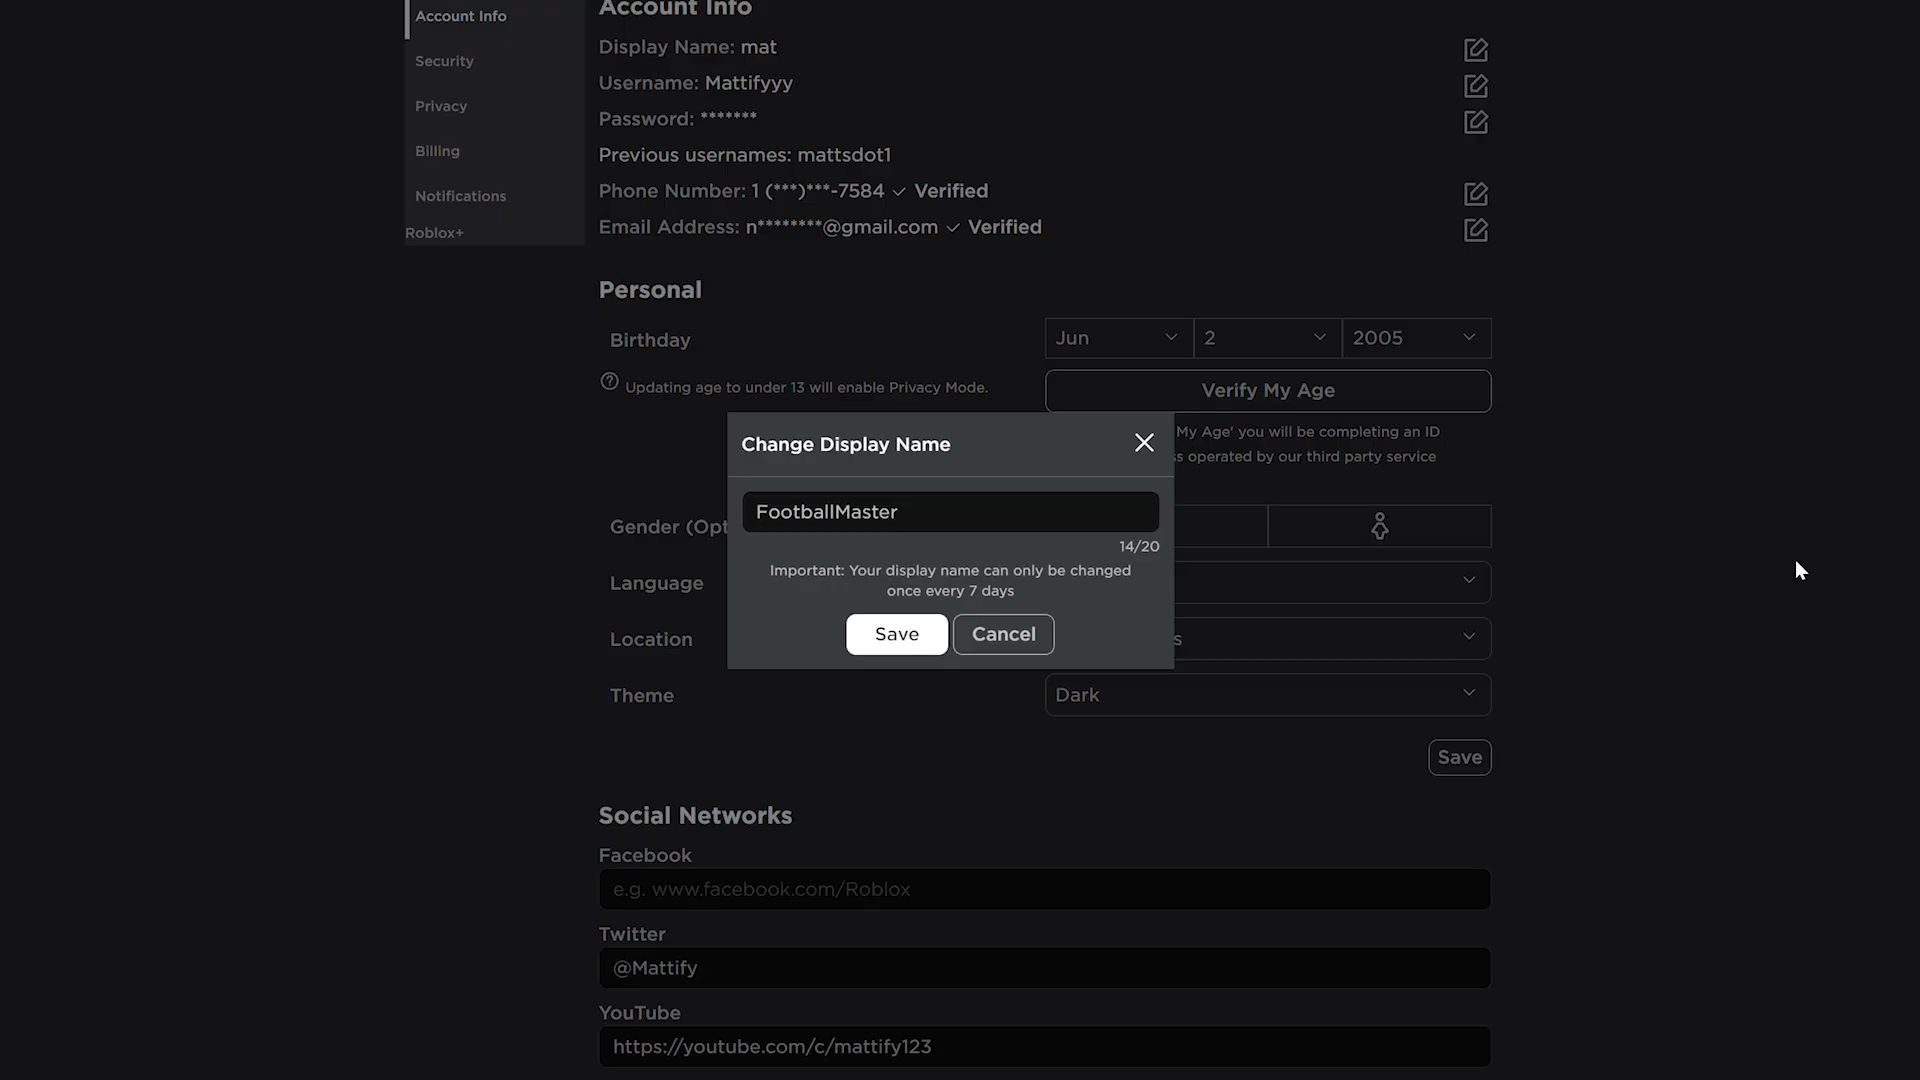 Account Info
Security
Privacy
Billing
Notifications
Roblox+
Account Info
Display Name: mat
Username: Mattifyyy
Password: *******
Previous usernames: mattsdot1
Phone Number: 1 (***)***-7584 Verified
Email Address: n********@gmail.com Verified
Personal
Birthday
Jun
2
2005
Updating age to under 13 will enable Privacy Mode.
Verify My Age
My Age' you will be completing an ID
operated by our third party service
Change Display Name
FootballMaster
14/20
Important: Your display name can only be changed
once every 7 days
Save
Cancel
Gender (Opt
Language
Location
s
Theme
Dark
Save
Social Networks
Facebook
e.g. www.facebook.com/Roblox
Twitter
@Mattify
YouTube
https://youtube.com/c/mattify123